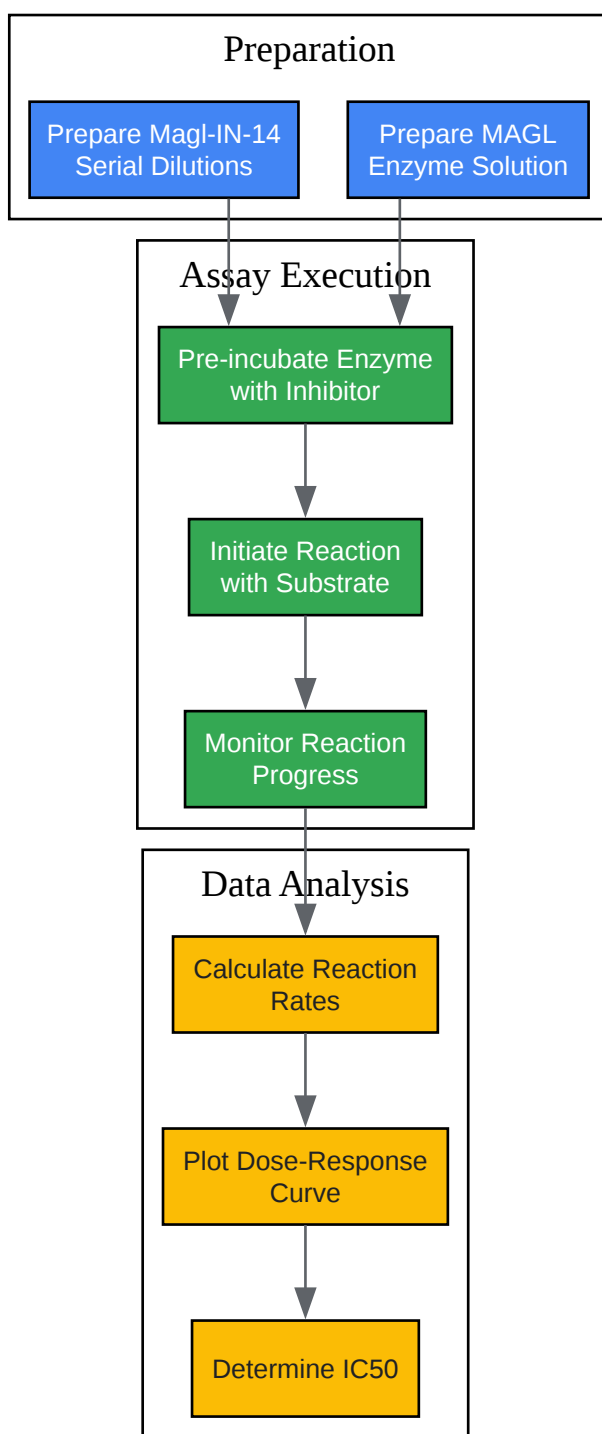 Preparation
Prepare Magl-IN-14
Serial Dilutions
Prepare MAGL
Enzyme Solution
Assay Execution
Pre-incubate Enzyme
with Inhibitor
Initiate Reaction
with Substrate
Monitor Reaction
Progress
Data Analysis
Calculate Reaction
Rates
Plot Dose-Response
Curve
Determine IC50